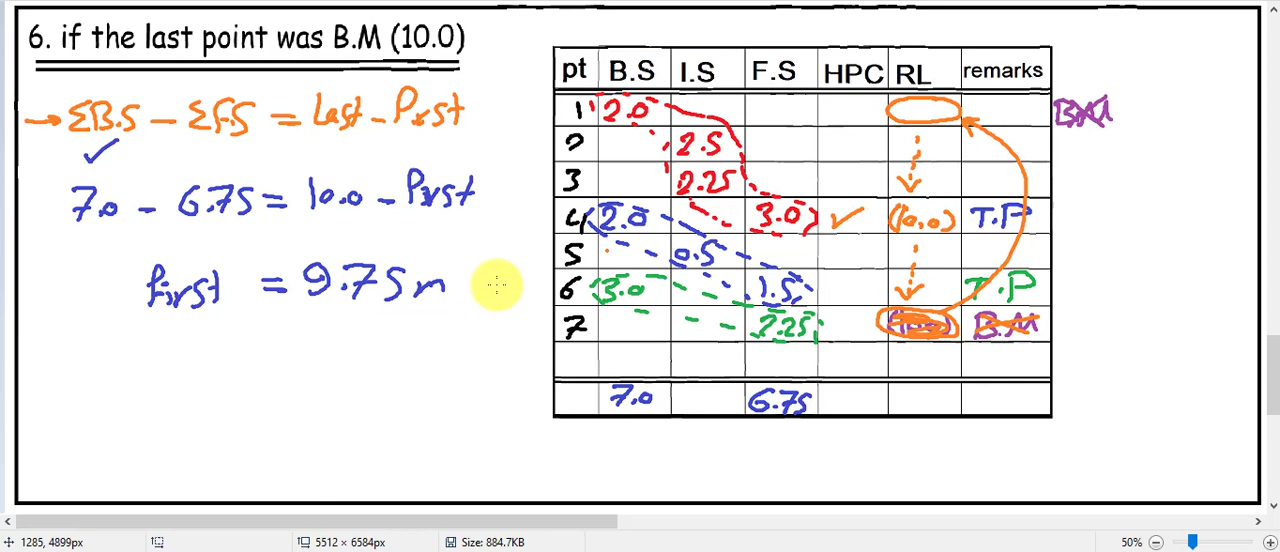 6. if the last point was B.M (10.0)
→ ΣB.S - ΣF.S = Last - First
7.0 - 6.75 = 10.0 - First
first = 9.75m
pt B.S I.S F.S HPC RL remarks
1 2.0
2 2.5
3 2.25
4 2.0 3.0 ✓ (10.0) T.P
5 0.5
6 3.0 1.5 T.P
7 2.25 B.M
7.0 6.75
1285, 4899px 5512 × 6584px Size: 884.7KB 50%